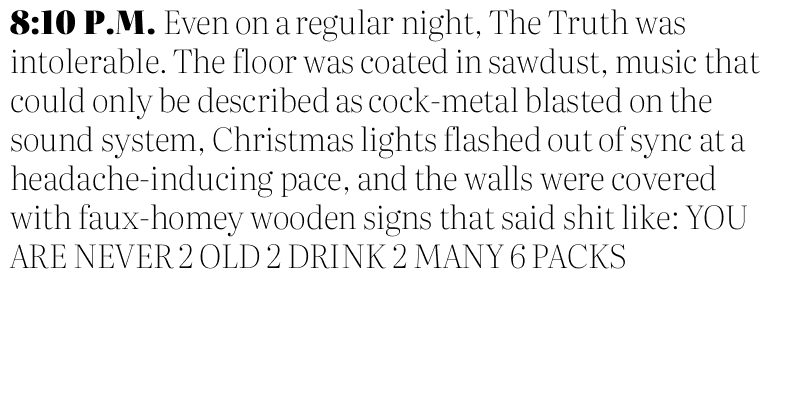 8:10 P.M. Even on a regular night, The Truth was
intolerable. The floor was coated in sawdust, music that
could only be described as cock-metal blasted on the
sound system, Christmas lights flashed out of sync at a
headache-inducing pace, and the walls were covered
with faux-homey wooden signs that said shit like: YOU
ARE NEVER 2 OLD 2 DRINK 2 MANY 6 PACKS